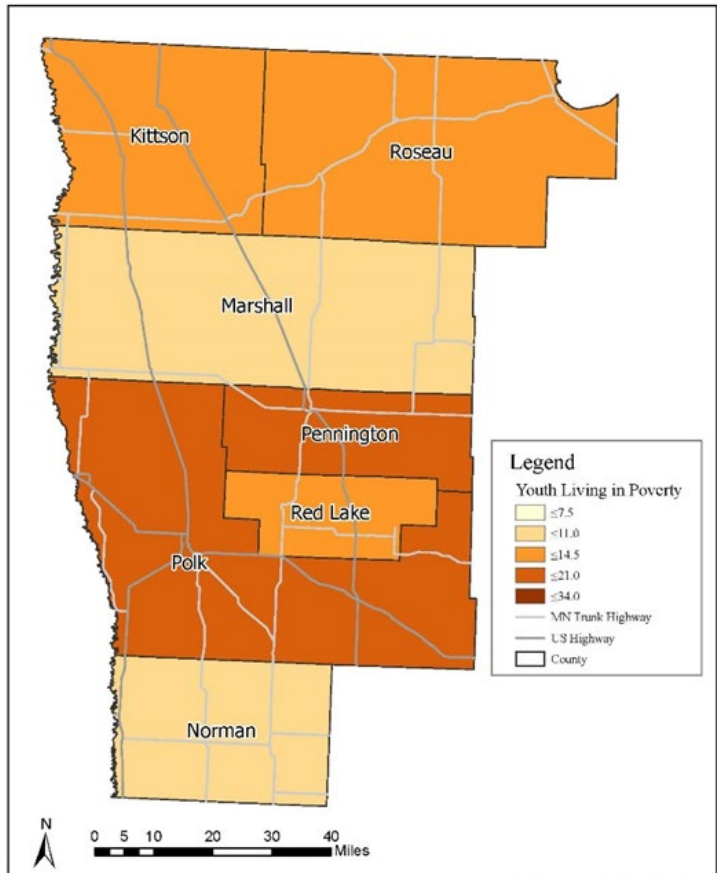 Kittson
Roseau
Marshall
Pennington
Red Lake
Polk
Norman
Legend
Youth Living in Poverty
≤7.5
≤11.0
≤14.5
≤21.0
≤34.0
MN Trunk Highway
US Highway
County
N
0 5 10 20 30 40
Miles